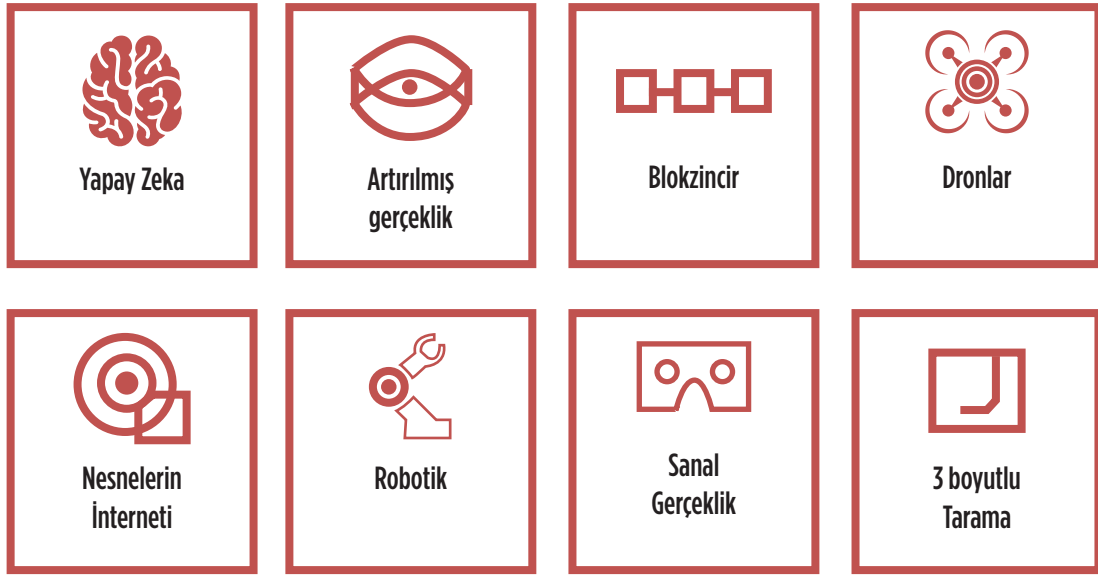 Yapay Zeka
Artırılmış
gerçeklik
Blokzincir
Dronlar
Nesnelerin
İnterneti
Robotik
Sanal
Gerçeklik
3 boyutlu
Tarama